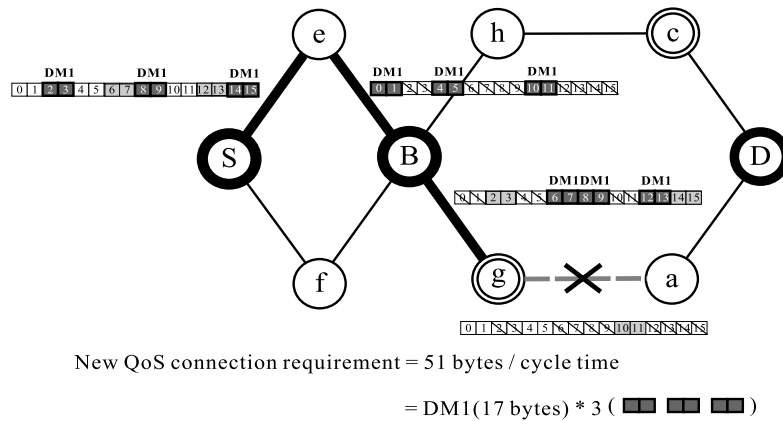 e
h
c
DM1 DM1 DM1
0 1 2 3 4 5 6 7 8 9 10 11 12 13 14 15
DM1 DM1 DM1
0 1 2 3 4 5 6 7 8 9 10 11 12 13 14 15
S
B
D
DM1 DM1 DM1
0 1 2 3 4 5 6 7 8 9 10 11 12 13 14 15
f
g
a
0 1 2 3 4 5 6 7 8 9 10 11 12 13 14 15
New QoS connection requirement = 51 bytes / cycle time
= DM1(17 bytes) * 3 ( )